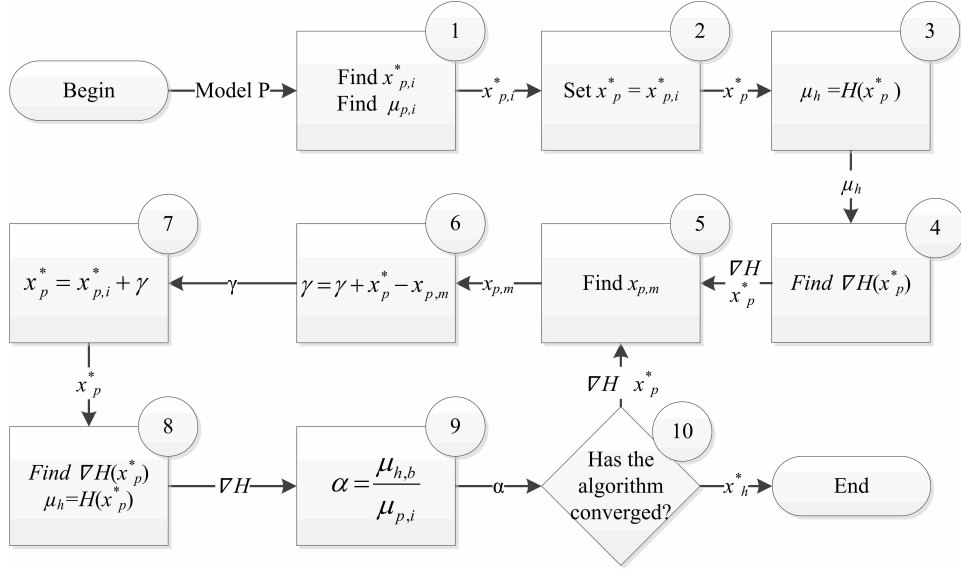 Begin
Model P
1
Find x*p,i
Find μp,i
x*p,i
2
Set x*p = x*p,i
x*p
3
μh =H(x*p)
μh
4
Find ∇H(x*p)
∇H
x*p
5
Find xp,m
xp,m
6
γ = γ + x*p − xp,m
γ
7
x*p = x*p,i + γ
x*p
8
Find ∇H(x*p)
μh=H(x*p)
∇H
9
α = μh,b / μp,i
α
10
Has the
algorithm
converged?
∇H x*p
x*h
End